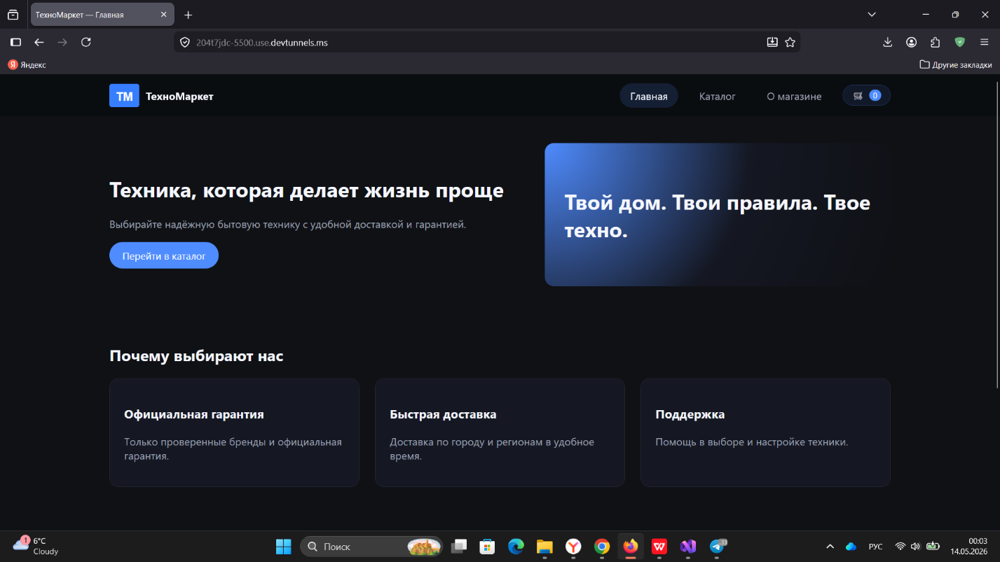 ТехноМаркет — Главная
204t7jdc-5500.use.devtunnels.ms
Яндекс
Другие закладки
ТМ ТехноМаркет
Главная
Каталог
О магазине
0
Техника, которая делает жизнь проще
Выбирайте надёжную бытовую технику с удобной доставкой и гарантией.
Перейти в каталог
Твой дом. Твои правила. Твое
техно.
Почему выбирают нас
Официальная гарантия
Только проверенные бренды и официальная
гарантия.
Быстрая доставка
Доставка по городу и регионам в удобное
время.
Поддержка
Помощь в выборе и настройке техники.
1
6°C
Cloudy
Поиск
33
РУС
00:03
14.05.2026